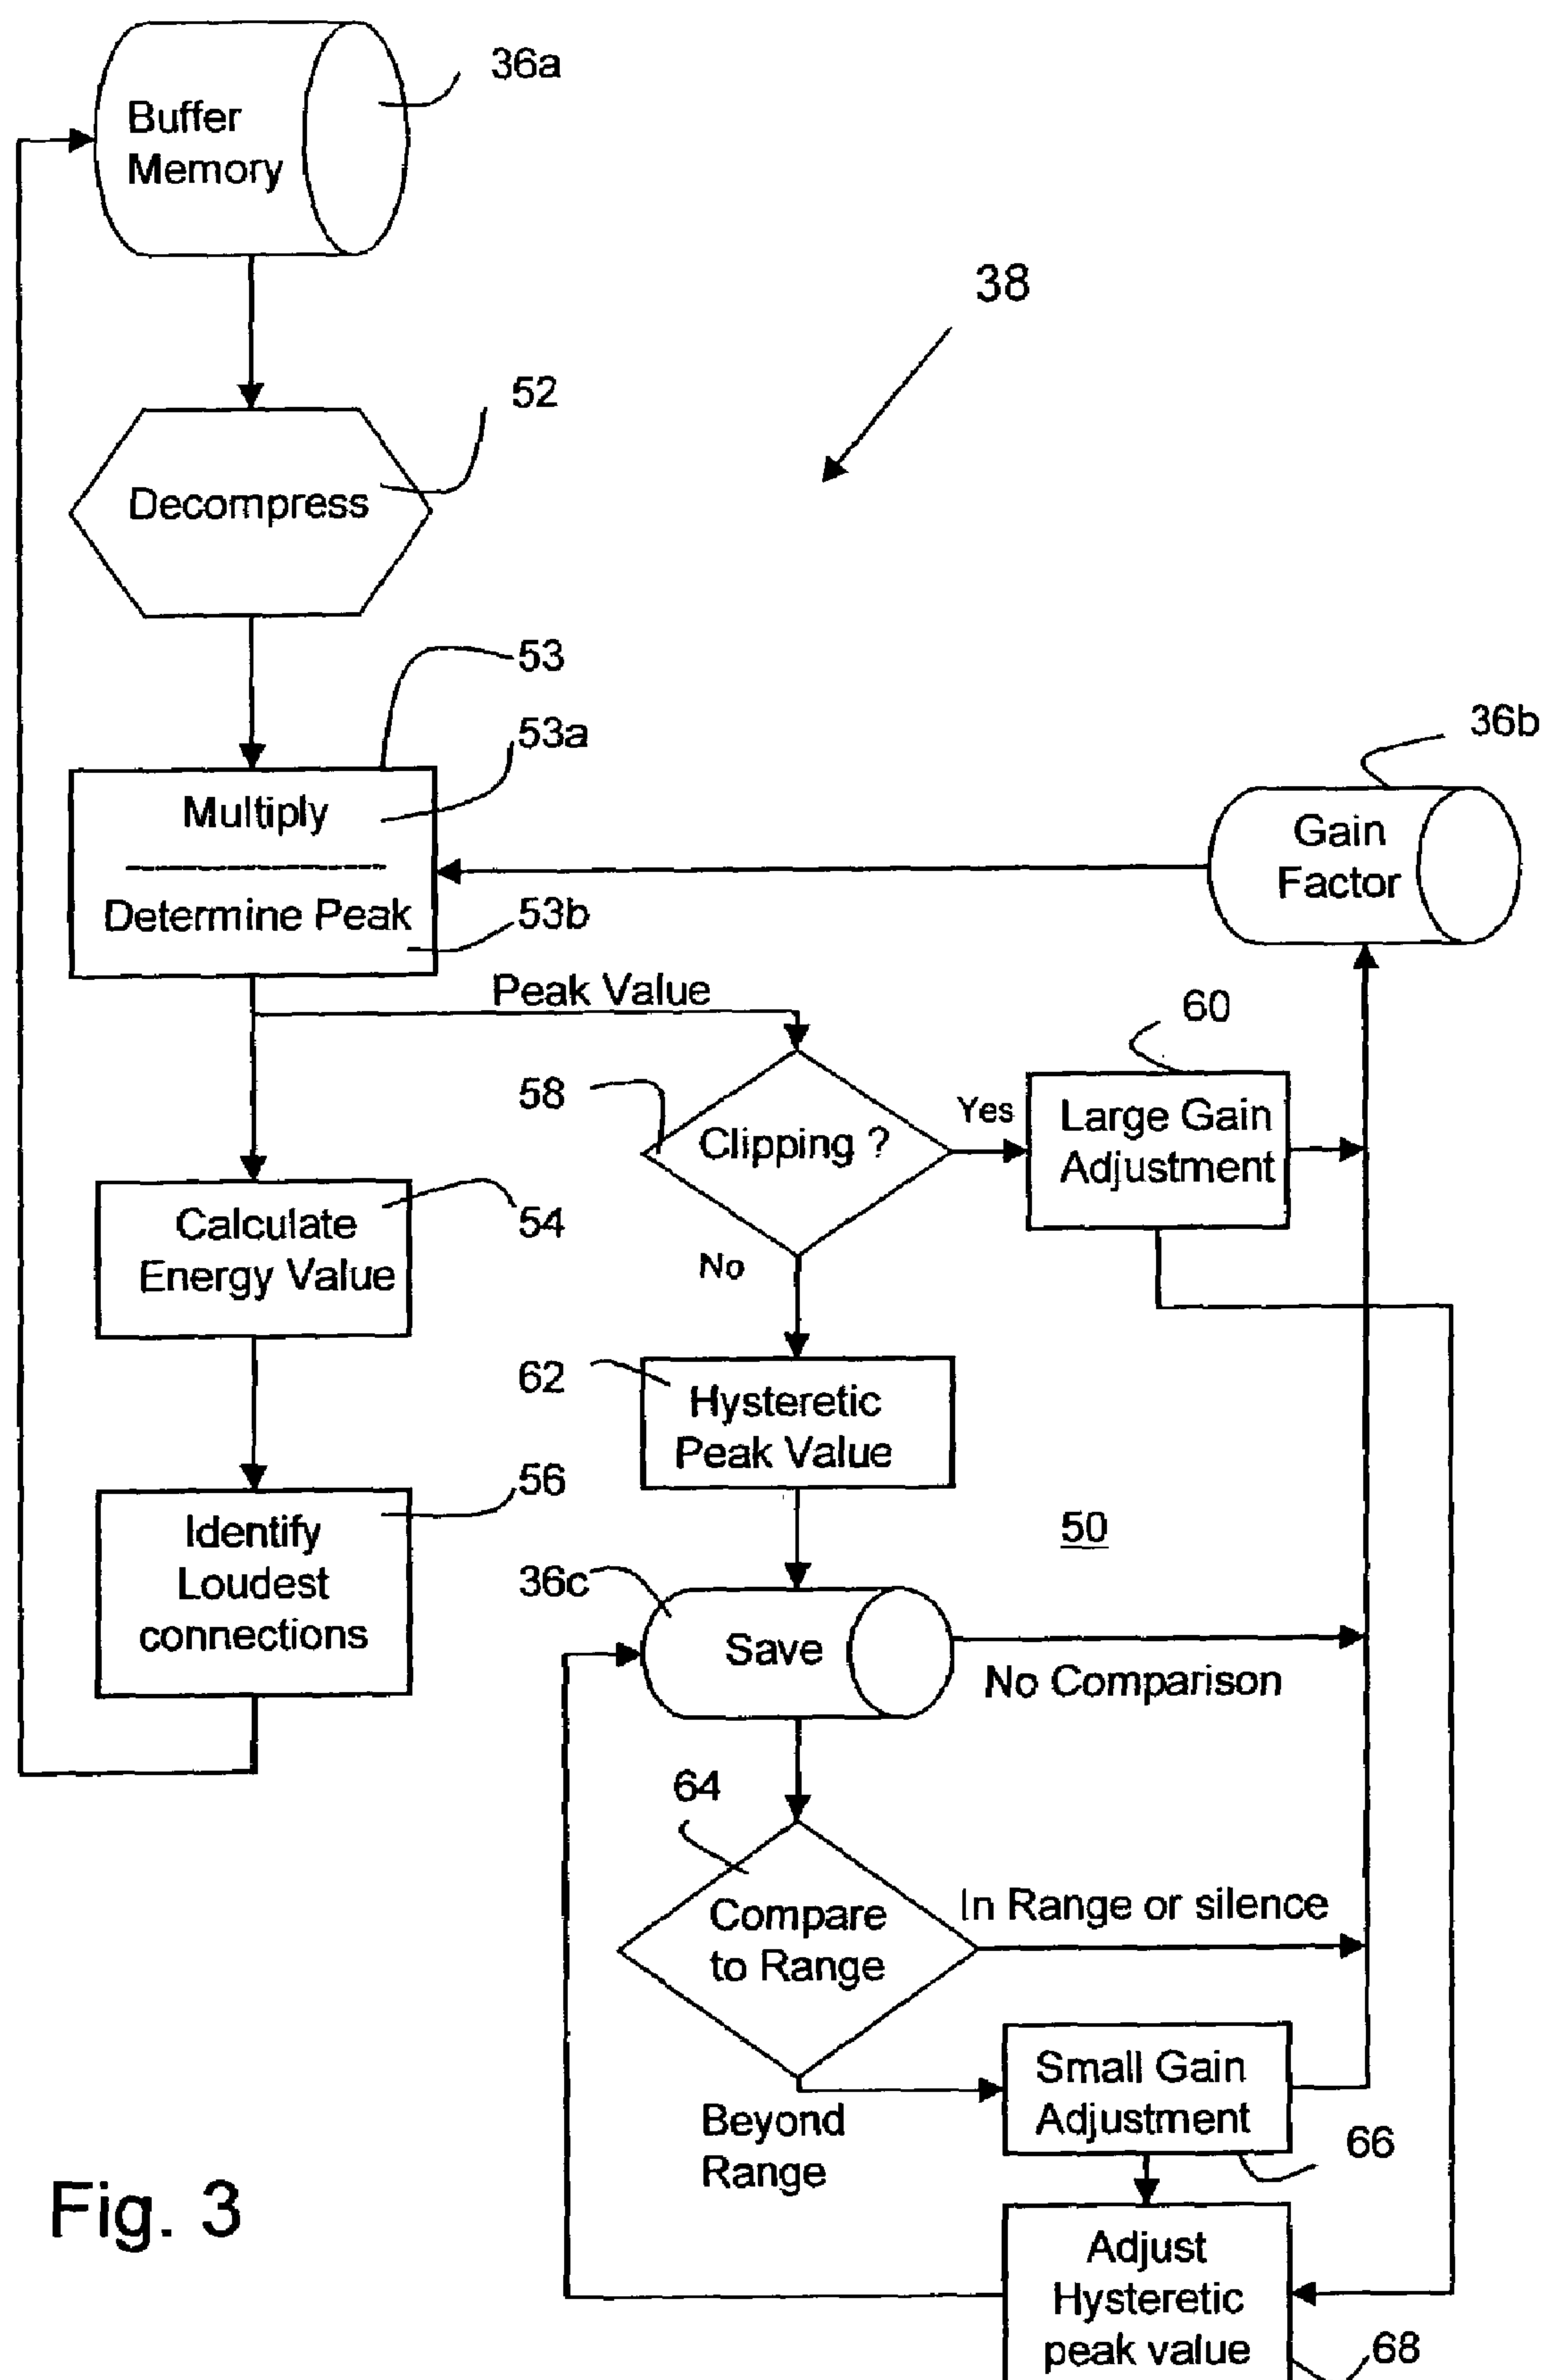 36a
Buffer
Memory
38
52
Decompress
53
53a
Multiply
Determine Peak
53b
36b
Gain
Factor
Peak Value
60
58
Clipping ?
Yes
Large Gain
Adjustment
54
Calculate
Energy Value
No
62
Hysteretic
Peak Value
56
Identify
Loudest
connections
50
36c
Save
No Comparison
64
Compare
to Range
In Range or silence
Small Gain
Adjustment
Beyond
Range
66
Fig. 3
Adjust
Hysteretic
peak value
68